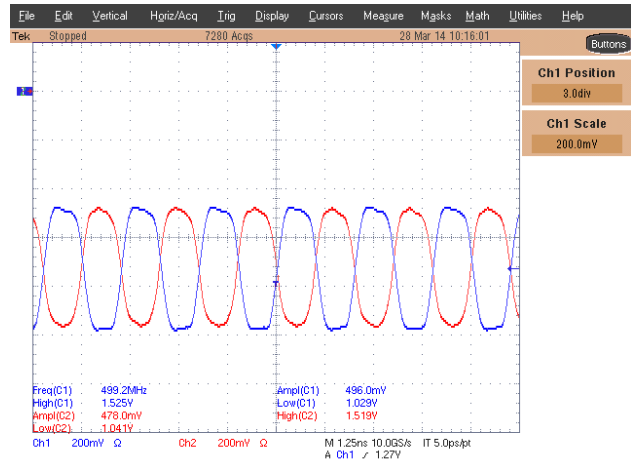 File Edit Vertical Horiz/Acq Trig Display Cursors Measure Masks Math Utilities Help
Tek Stopped 7280 Acqs 28 Mar 14 10:16:01
Buttons
Ch1 Position
3.0div
Ch1 Scale
200.0mV
Freq(C1) 499.2MHz Ampl(C1) 496.0mV
High(C1) 1.525V Low(C1) 1.029V
Ampl(C2) 478.0mV High(C2) 1.519V
Low(C2) 1.041V
Ch1 200mV Ω Ch2 200mV Ω M 1.25ns 10.0GS/s IT 5.0ps/pt
A Ch1 ∕ 1.27V